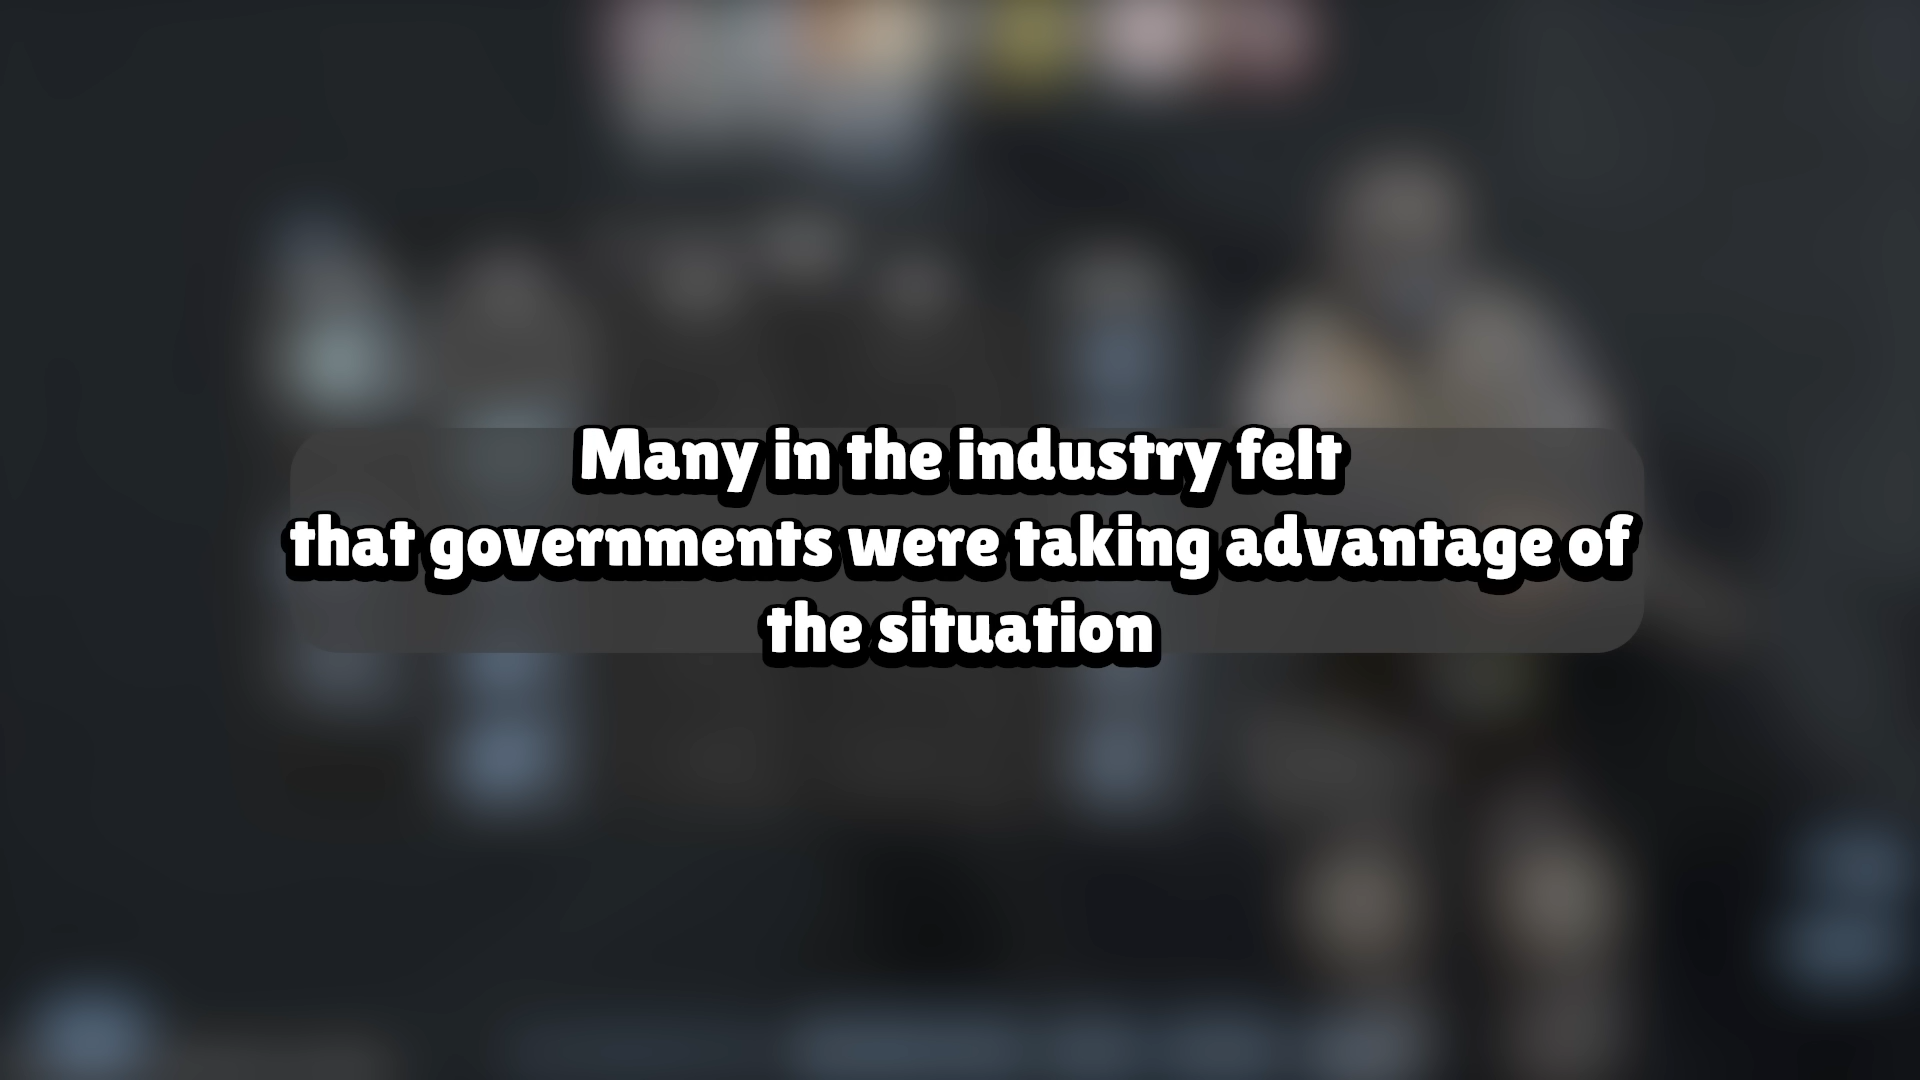 Many in the industry felt
that governments were taking advantage of
the situation